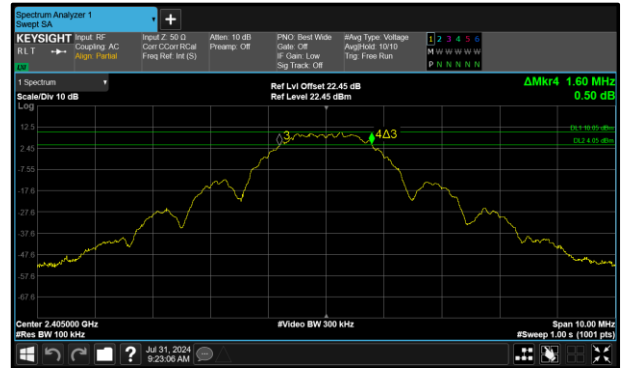 Spectrum Analyzer 1
Swept SA
+
KEYSIGHT
RLT
LXI
Input: RF
Coupling: AC
Align: Partial
Input Z: 50 Ω
Corr CCorr RCal
Freq Ref: Int (S)
Atten: 10 dB
Preamp: Off
PNO: Best Wide
Gate: Off
IF Gain: Low
Sig Track: Off
#Avg Type: Voltage
Avg|Hold: 10/10
Trig: Free Run
1 2 3 4 5 6
M W W W W W
P N N N N N
1 Spectrum
Scale/Div 10 dB
Log
Ref Lvl Offset 22.45 dB
Ref Level 22.45 dBm
ΔMkr4 1.60 MHz
0.50 dB
12.5
2.45
-7.55
-17.6
-27.6
-37.6
-47.6
-57.6
-67.6
3
4Δ3
DL1 10.05 dBm
DL2 4.05 dBm
Center 2.405000 GHz
#Res BW 100 kHz
#Video BW 300 kHz
Span 10.00 MHz
#Sweep 1.00 s (1001 pts)
?
Jul 31, 2024
9:23:06 AM